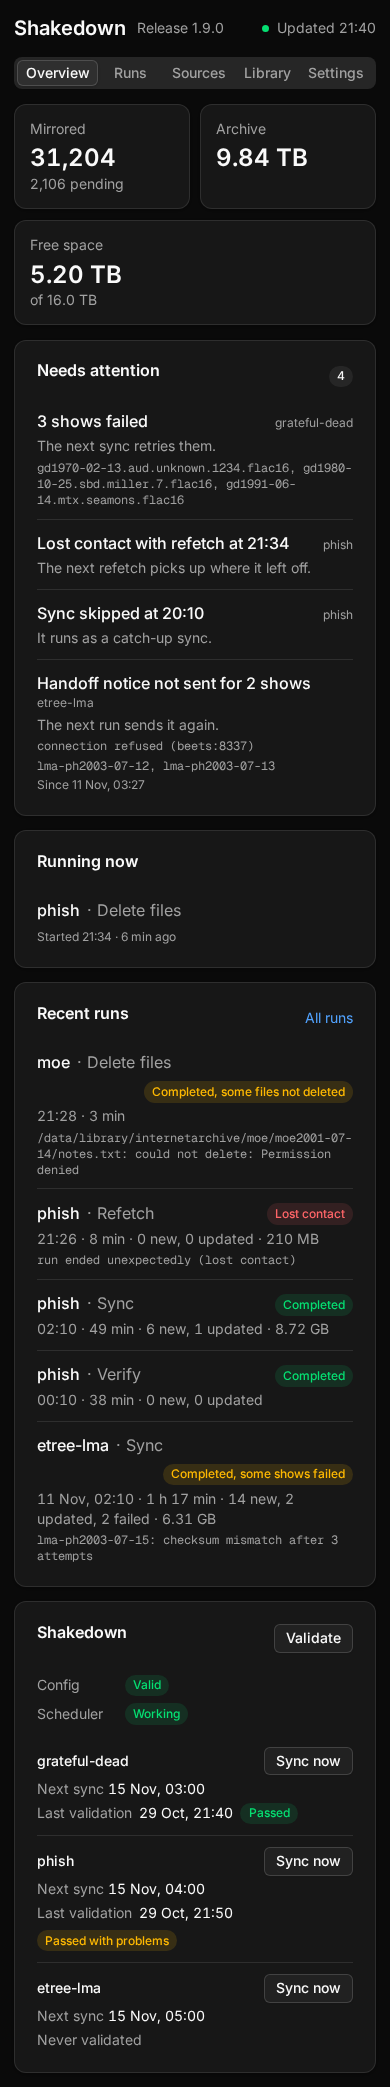 Shakedown Release 1.9.0 Updated 21:40
Overview Runs Sources Library Settings
Mirrored
31,204
2,106 pending
Archive
9.84 TB
Free space
5.20 TB
of 16.0 TB
Needs attention 4
3 shows failed grateful-dead
The next sync retries them.
gd1970-02-13.aud.unknown.1234.flac16, gd1980-
10-25.sbd.miller.7.flac16, gd1991-06-
14.mtx.seamons.flac16
Lost contact with refetch at 21:34 phish
The next refetch picks up where it left off.
Sync skipped at 20:10 phish
It runs as a catch-up sync.
Handoff notice not sent for 2 shows
etree-lma
The next run sends it again.
connection refused (beets:8337)
lma-ph2003-07-12, lma-ph2003-07-13
Since 11 Nov, 03:27
Running now
phish · Delete files
Started 21:34 · 6 min ago
Recent runs All runs
moe · Delete files
Completed, some files not deleted
21:28 · 3 min
/data/library/internetarchive/moe/moe2001-07-
14/notes.txt: could not delete: Permission
denied
phish · Refetch Lost contact
21:26 · 8 min · 0 new, 0 updated · 210 MB
run ended unexpectedly (lost contact)
phish · Sync Completed
02:10 · 49 min · 6 new, 1 updated · 8.72 GB
phish · Verify Completed
00:10 · 38 min · 0 new, 0 updated
etree-lma · Sync
Completed, some shows failed
11 Nov, 02:10 · 1 h 17 min · 14 new, 2
updated, 2 failed · 6.31 GB
lma-ph2003-07-15: checksum mismatch after 3
attempts
Shakedown Validate
Config Valid
Scheduler Working
grateful-dead Sync now
Next sync 15 Nov, 03:00
Last validation 29 Oct, 21:40 Passed
phish Sync now
Next sync 15 Nov, 04:00
Last validation 29 Oct, 21:50
Passed with problems
etree-lma Sync now
Next sync 15 Nov, 05:00
Never validated